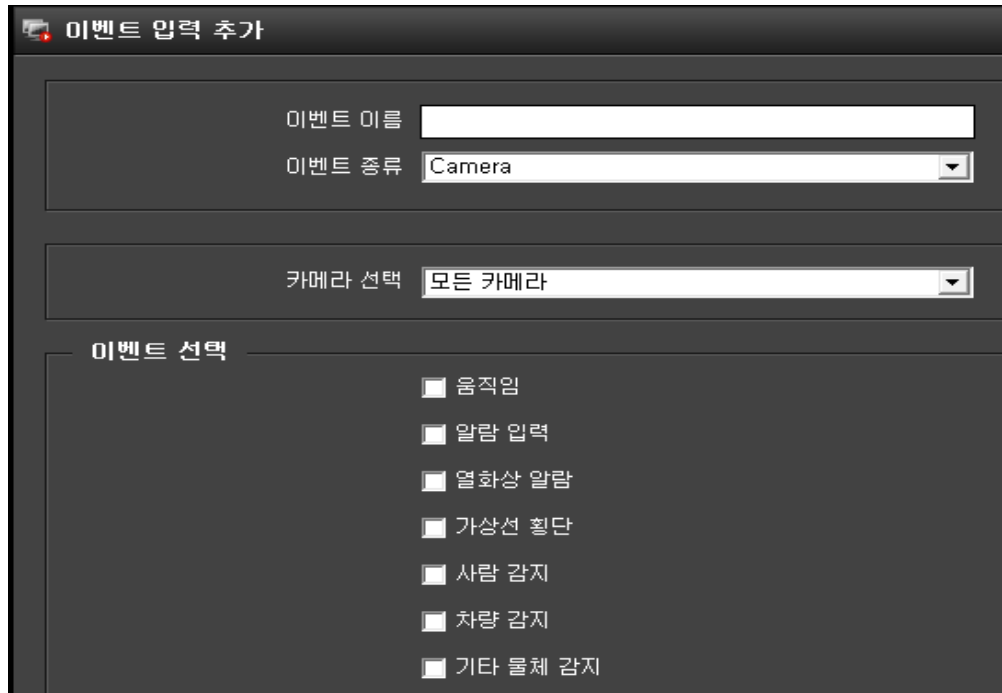 이벤트 입력 추가
이벤트 이름
이벤트 종류 Camera
카메라 선택 모든 카메라
이벤트 선택
움직임
알람 입력
열화상 알람
가상선 횡단
사람 감지
차량 감지
기타 물체 감지